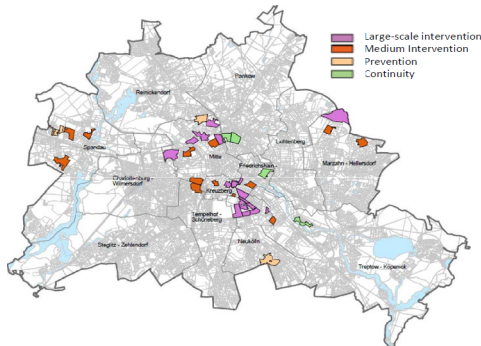 Large-scale intervention
Medium Intervention
Prevention
Continuity
Pankow
Reinickendorf
Spandau
Mitte
Lichtenberg
Marzahn - Hellersdorf
Friedrichshain -
Charlottenburg -
Wilmersdorf
Kreuzberg
Tempelhof -
Schöneberg
Steglitz - Zehlendorf
Neukölln
Treptow - Köpenick